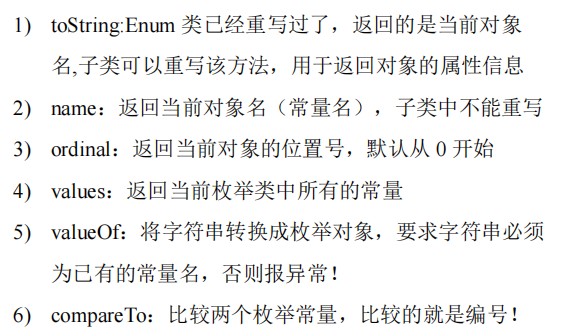 1) toString:Enum 类已经重写过了，返回的是当前对象
名,子类可以重写该方法，用于返回对象的属性信息
2) name：返回当前对象名（常量名），子类中不能重写
3) ordinal：返回当前对象的位置号，默认从 0 开始
4) values：返回当前枚举类中所有的常量
5) valueOf：将字符串转换成枚举对象，要求字符串必须
为已有的常量名，否则报异常！
6) compareTo：比较两个枚举常量，比较的就是编号！